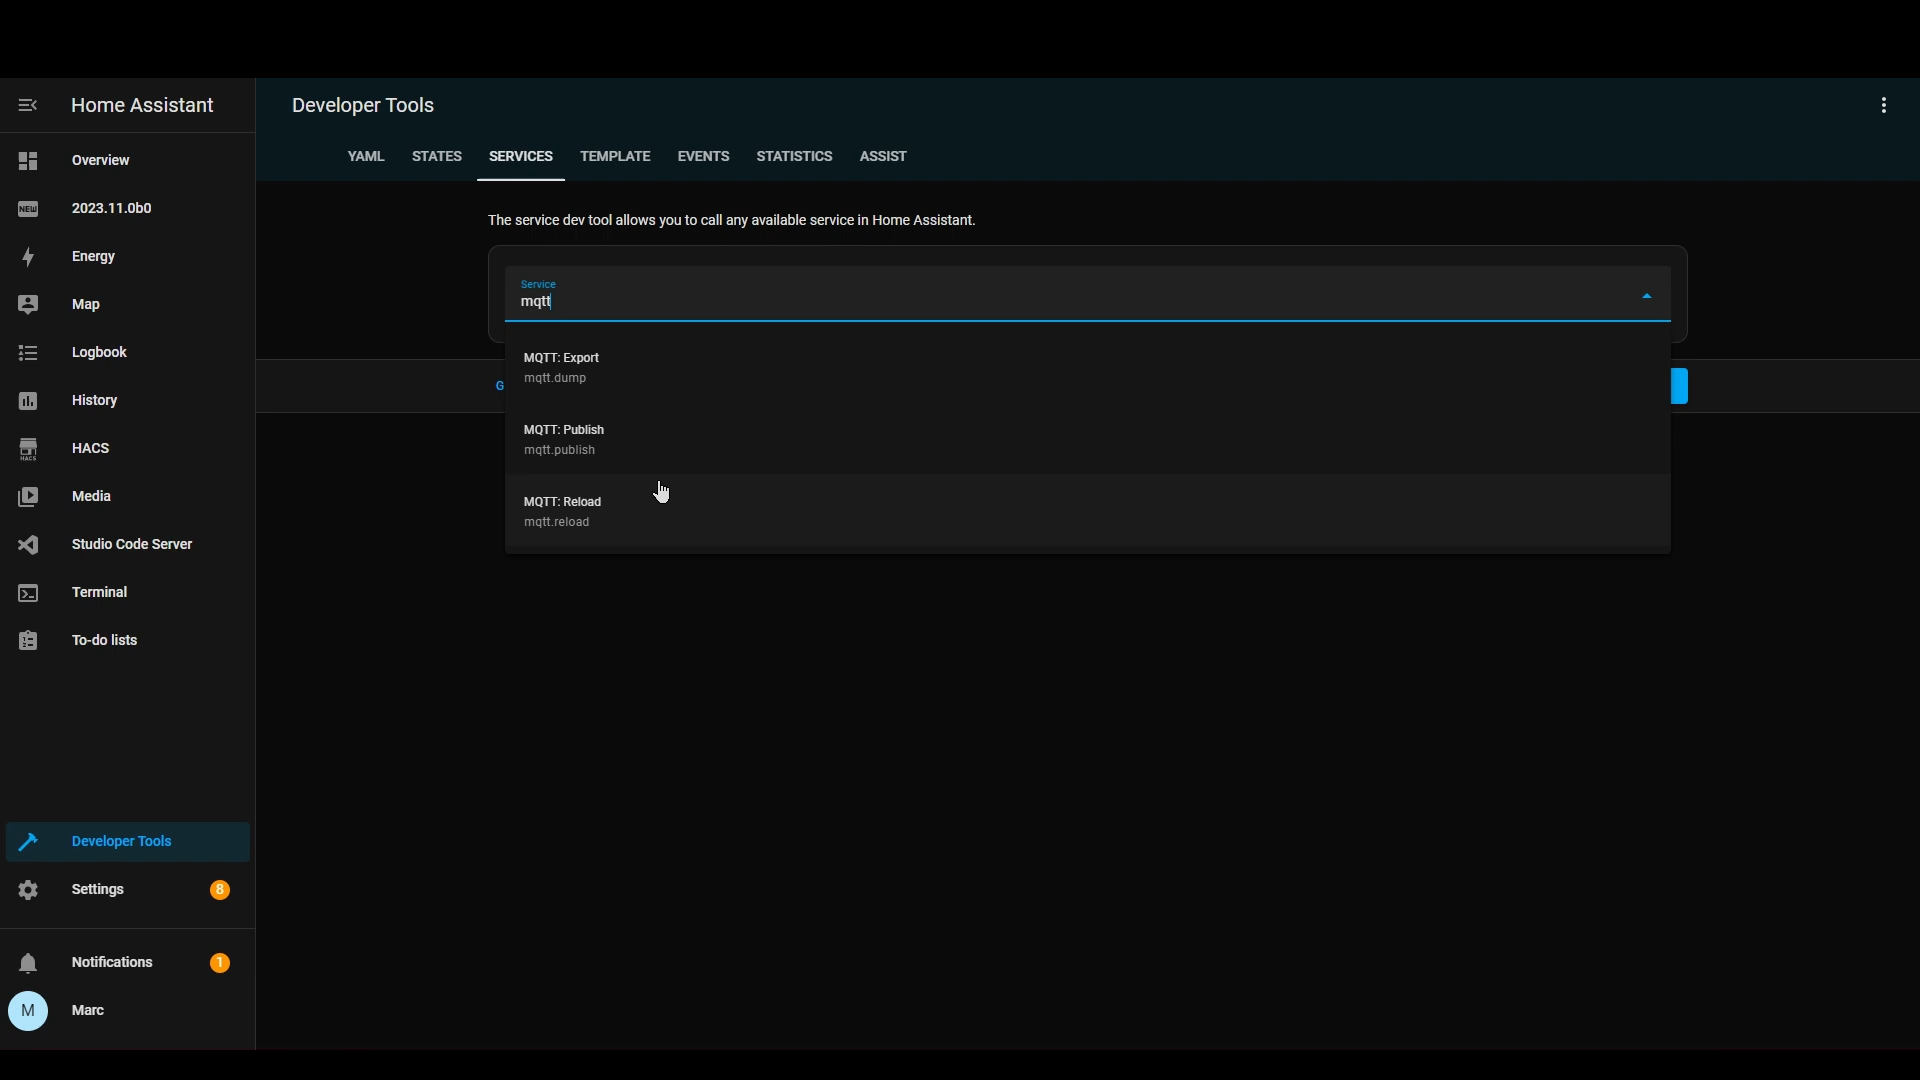 Home Assistant
Developer Tools
YAML STATES SERVICES TEMPLATE EVENTS STATISTICS ASSIST
Overview
NEW 2023.11.0b0
Energy
Map
Logbook
History
HACS HACS
Media
Studio Code Server
Terminal
To-do lists
Developer Tools
Settings 8
Notifications 1
M Marc
The service dev tool allows you to call any available service in Home Assistant.
Service
mqtt
G
MQTT: Export
mqtt.dump
MQTT: Publish
mqtt.publish
MQTT: Reload
mqtt.reload